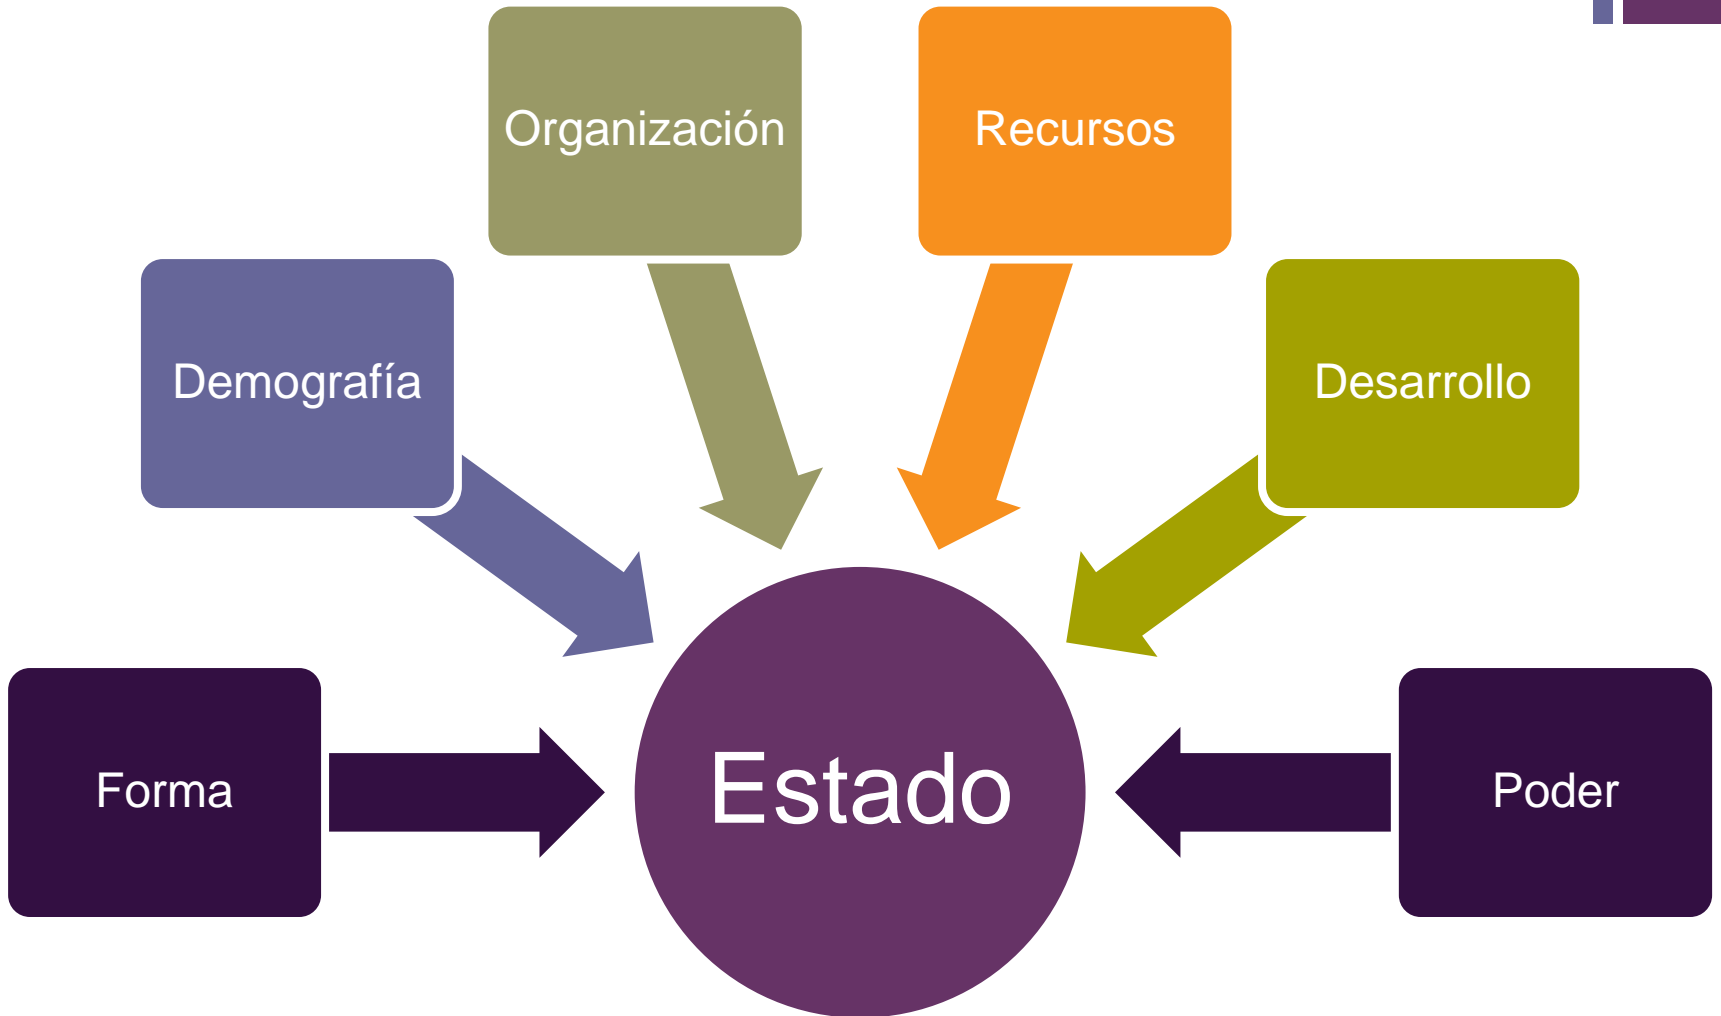 Organización
Recursos
Demografía
Desarrollo
Forma
Estado
Poder